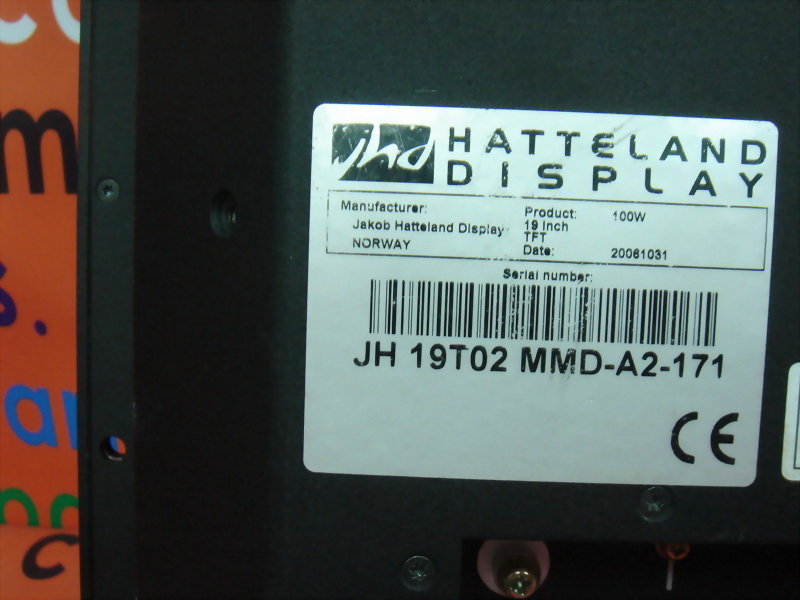 jhd
HATTELAND
DISPLAY
Manufacturer:
Jakob Hatteland Display
NORWAY
Product: 100W
19 inch
TFT
Date: 20061031
Serial number:
JH 19T02 MMD-A2-171
CE